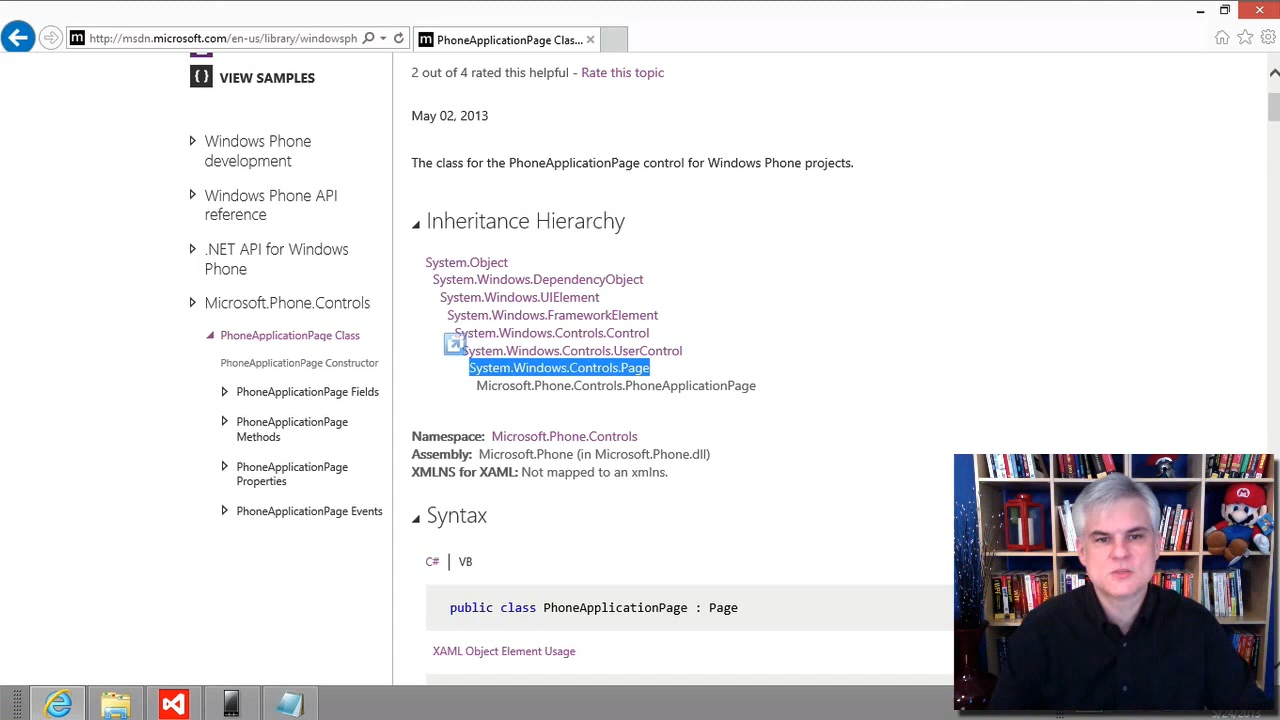 http://msdn.microsoft.com/en-us/library/windowsph
PhoneApplicationPage Clas...
VIEW SAMPLES
Windows Phone
development
Windows Phone API
reference
.NET API for Windows
Phone
Microsoft.Phone.Controls
PhoneApplicationPage Class
PhoneApplicationPage Constructor
PhoneApplicationPage Fields
PhoneApplicationPage
Methods
PhoneApplicationPage
Properties
PhoneApplicationPage Events
2 out of 4 rated this helpful - Rate this topic
May 02, 2013
The class for the PhoneApplicationPage control for Windows Phone projects.
Inheritance Hierarchy
System.Object
System.Windows.DependencyObject
System.Windows.UIElement
System.Windows.FrameworkElement
System.Windows.Controls.Control
System.Windows.Controls.UserControl
System.Windows.Controls.Page
Microsoft.Phone.Controls.PhoneApplicationPage
Namespace: Microsoft.Phone.Controls
Assembly: Microsoft.Phone (in Microsoft.Phone.dll)
XMLNS for XAML: Not mapped to an xmlns.
Syntax
C# | VB
public class PhoneApplicationPage : Page
XAML Object Element Usage